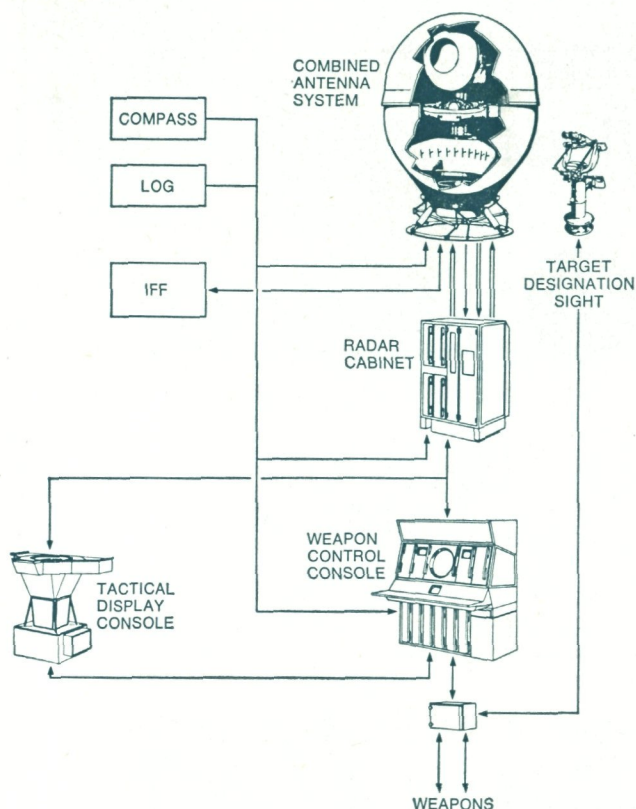 COMBINED
ANTENNA
SYSTEM
COMPASS
LOG
IFF
TARGET
DESIGNATION
SIGHT
RADAR
CABINET
WEAPON
CONTROL
CONSOLE
TACTICAL
DISPLAY
CONSOLE
WEAPONS